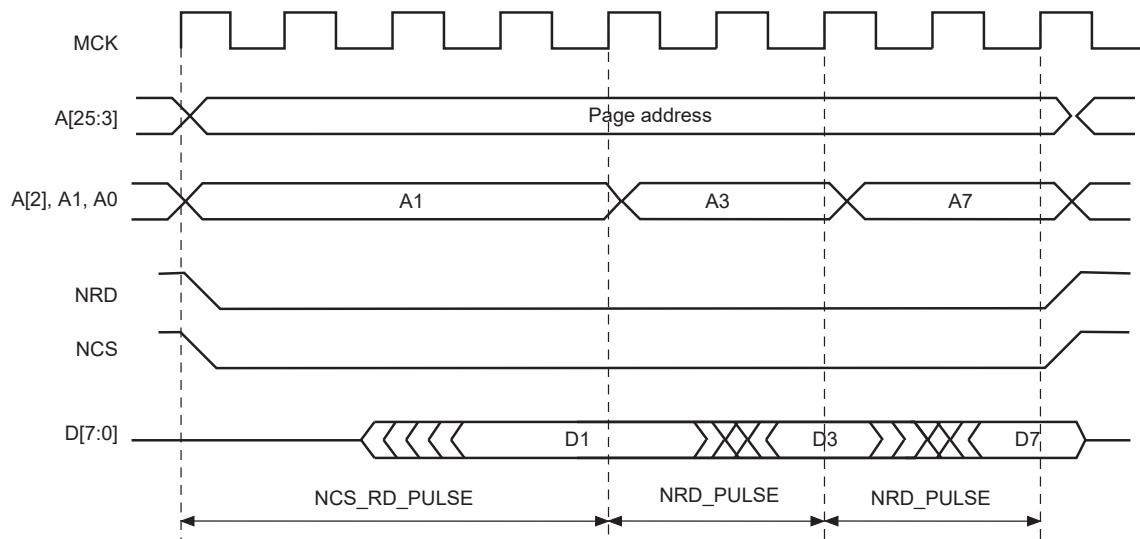 MCK
A[25:3]
Page address
A[2], A1, A0
A1
A3
A7
NRD
NCS
D[7:0]
D1
D3
D7
NCS_RD_PULSE
NRD_PULSE
NRD_PULSE